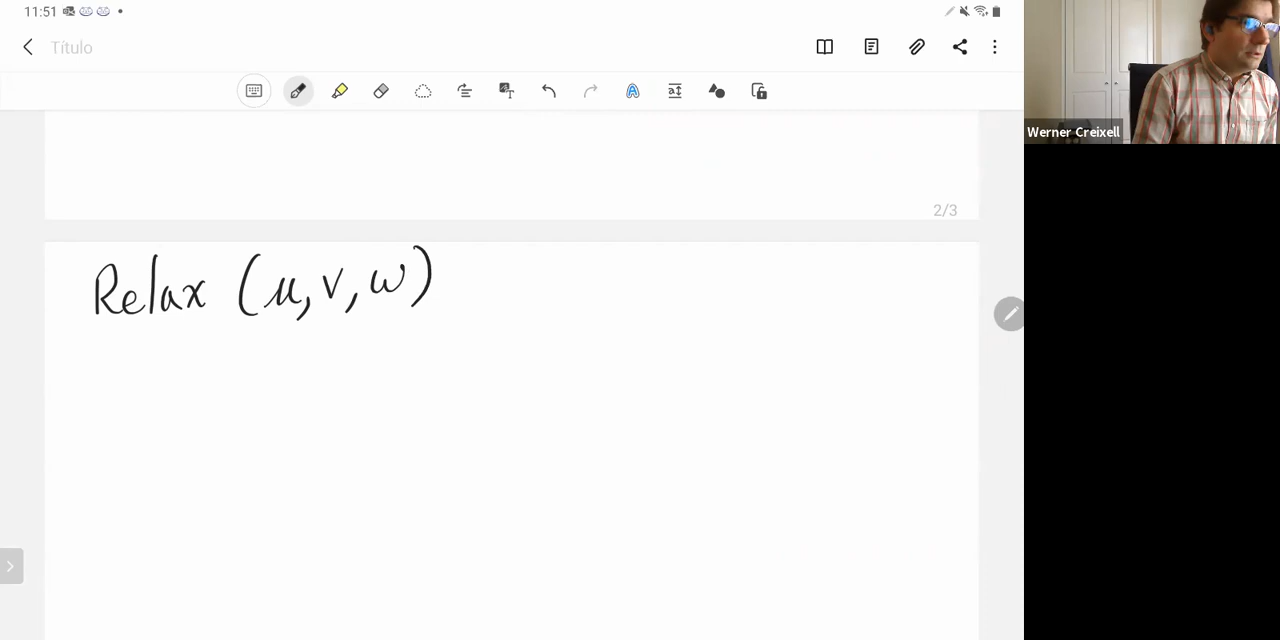 11:51
Título
2/3
Relax (u, v, w)
Werner Creixell